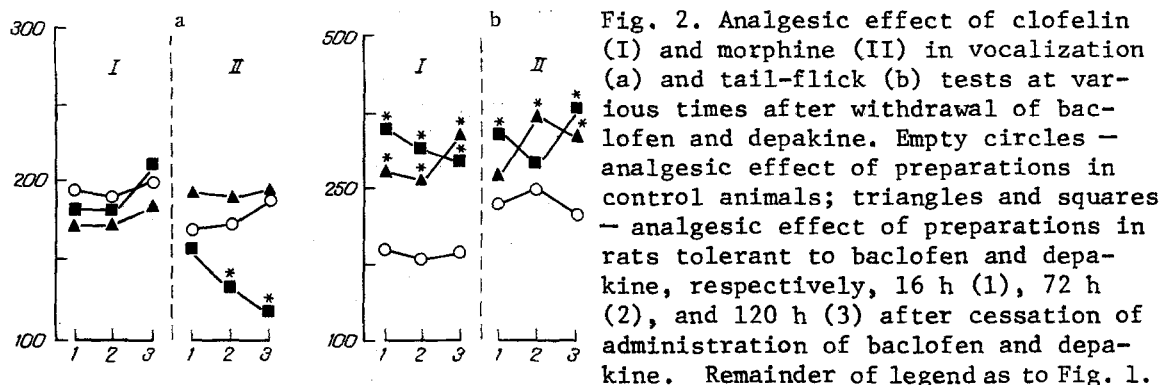 300
200
100
a
I
II
1 2 3 1 2 3
500
250
100
b
I
II
* * * * * * * * * * * *
1 2 3 1 2 3
Fig. 2. Analgesic effect of clofelin
(I) and morphine (II) in vocalization
(a) and tail-flick (b) tests at var-
ious times after withdrawal of bac-
lofen and depakine. Empty circles —
analgesic effect of preparations in
control animals; triangles and squares
— analgesic effect of preparations in
rats tolerant to baclofen and depa-
kine, respectively, 16 h (1), 72 h
(2), and 120 h (3) after cessation of
administration of baclofen and depa-
kine. Remainder of legend as to Fig. 1.